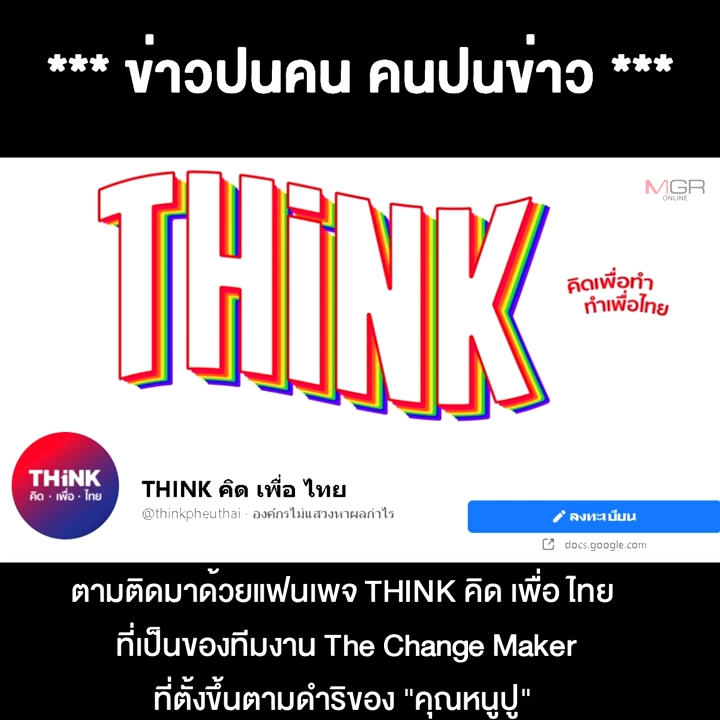 *** ข่าวปนคน คนปนข่าว ***
MGR
ONLINE
THiNK
คิดเพื่อทำ
ทำเพื่อไทย
THiNK
คิด · เพื่อ · ไทย
THINK คิด เพื่อ ไทย
@thinkpheuthai · องค์กรไม่แสวงหาผลกำไร
ลงทะเบียน
docs.google.com
ตามติดมาด้วยแฟนเพจ THINK คิด เพื่อ ไทย
ที่เป็นของทีมงาน The Change Maker
ที่ตั้งขึ้นตามดำริของ "คุณหนูปู"